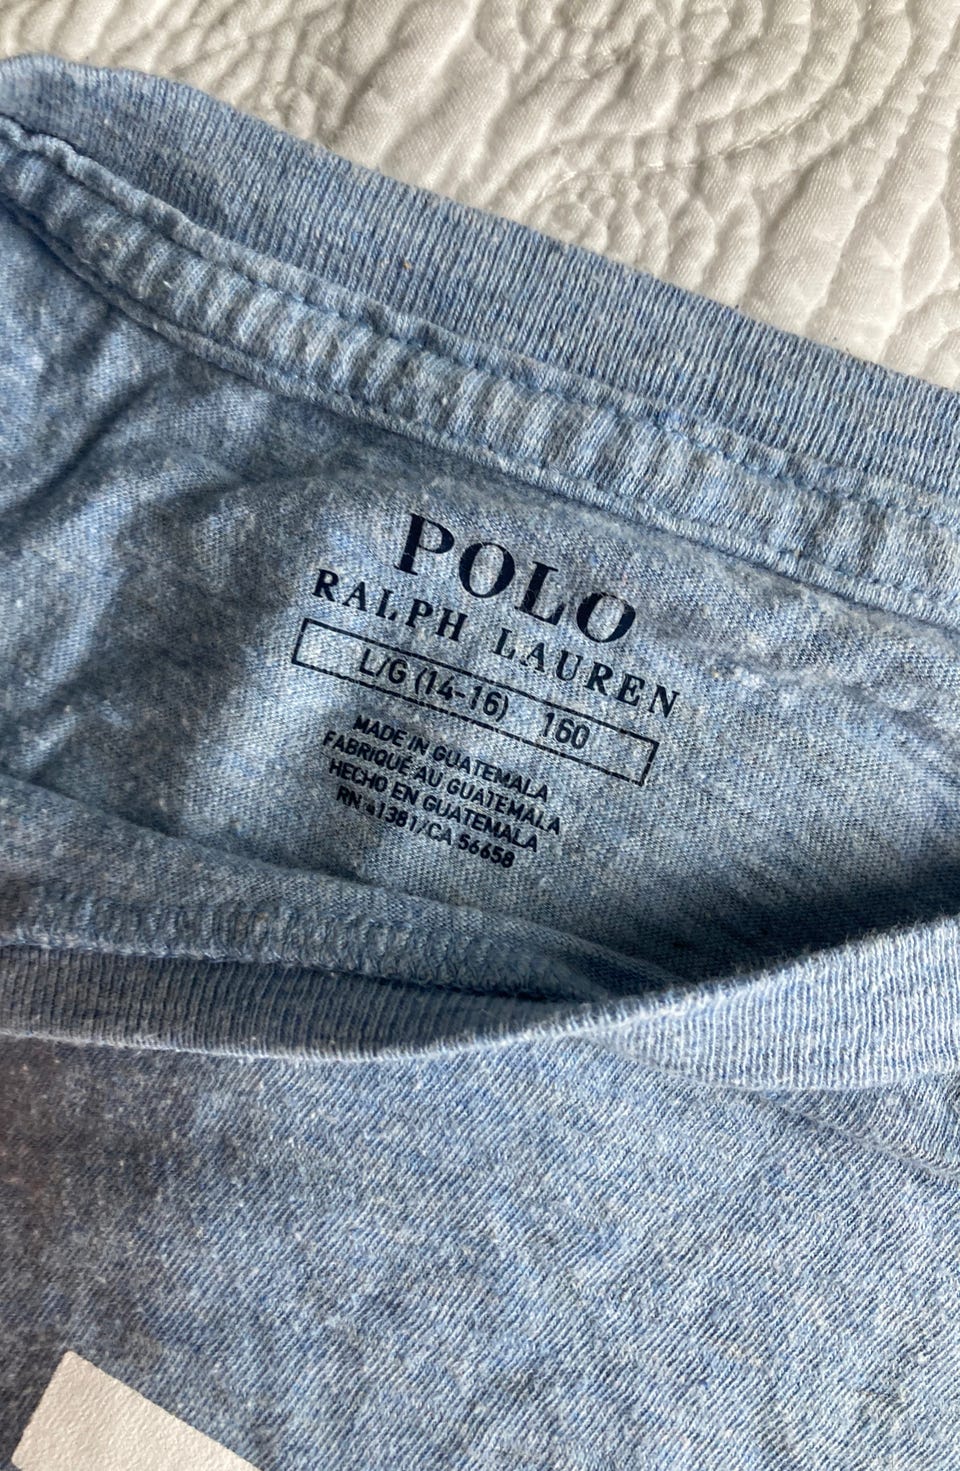 POLO
RALPH LAUREN
L/G (14-16) 160
MADE IN GUATEMALA
FABRIQUÉ AU GUATEMALA
HECHO EN GUATEMALA
RN 41381/CA 56658